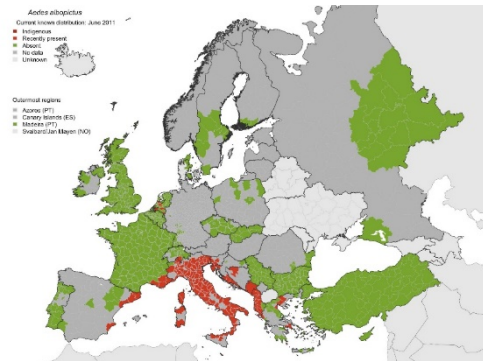 Aedes albopictus
Current known distribution: June 2011
Indigenous
Recently present
Absent
No data
Unknown
Outermost regions
Azores (PT)
Canary Islands (ES)
Madeira (PT)
Svalbard/Jan Mayen (NO)